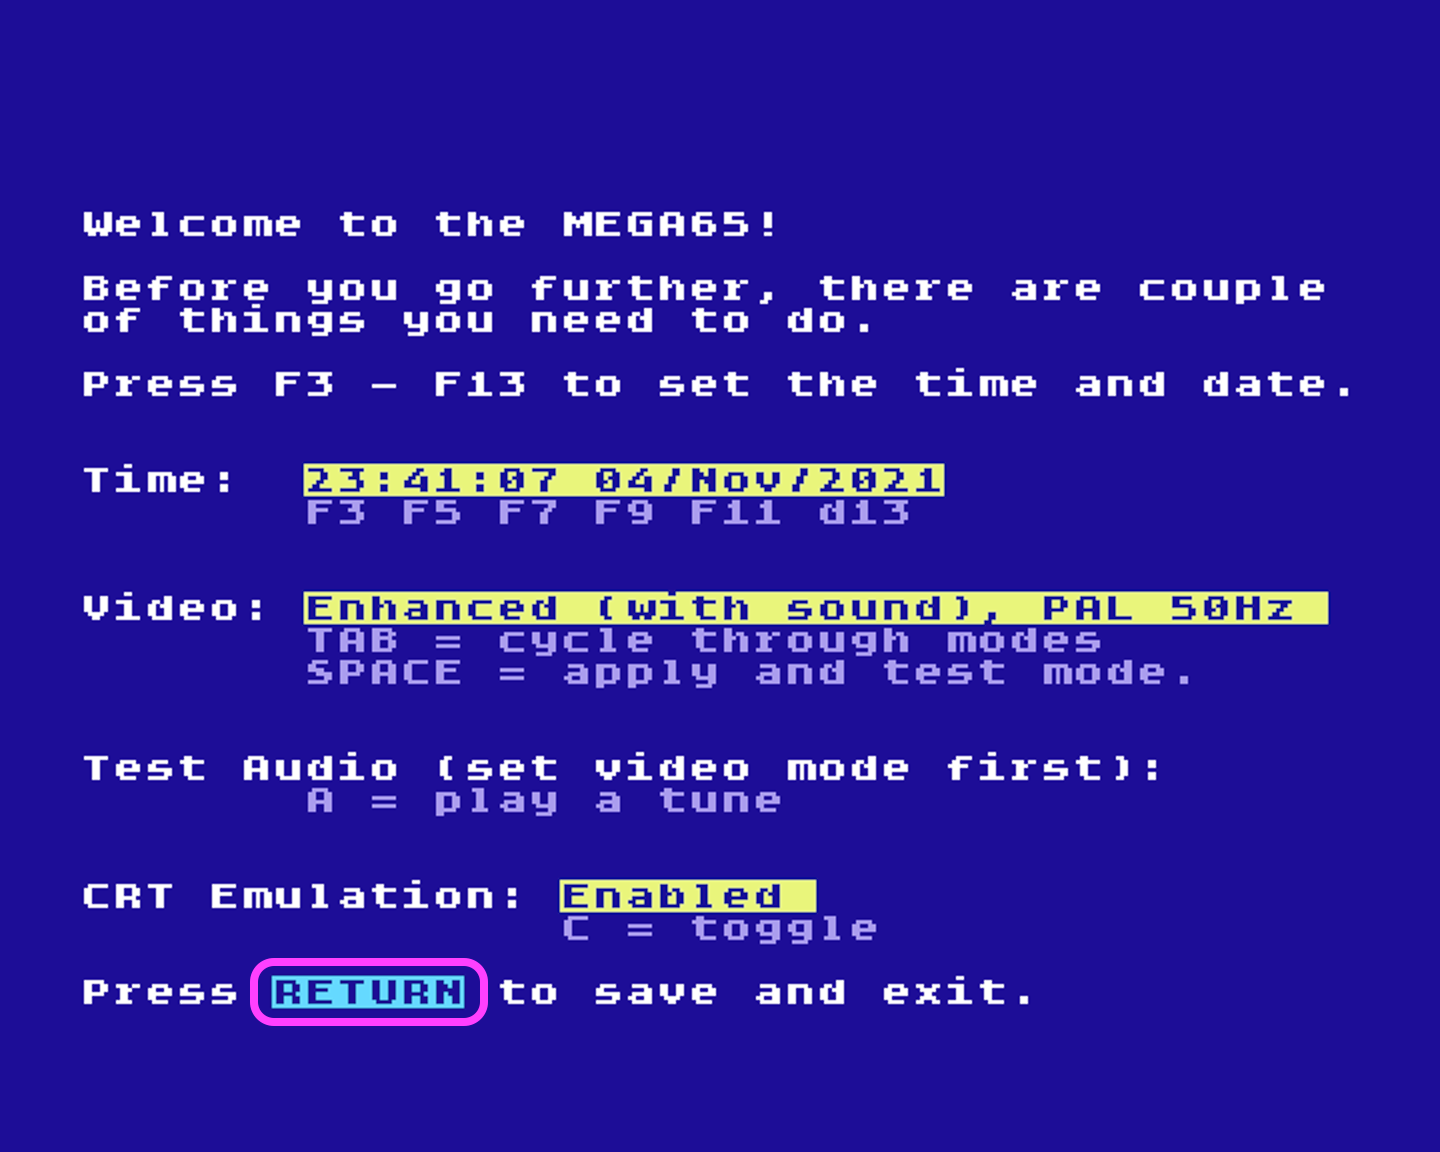 Welcome to the MEGA65!
Before you go further, there are couple
of things you need to do.
Press F3 - F13 to set the time and date.
Time: 23:41:07 04/Nov/2021
F3 F5 F7 F9 F11 d13
Video: Enhanced (with sound), PAL 50Hz
TAB = cycle through modes
SPACE = apply and test mode.
Test Audio (set video mode first):
A = play a tune
CRT Emulation: Enabled
C = toggle
Press RETURN to save and exit.